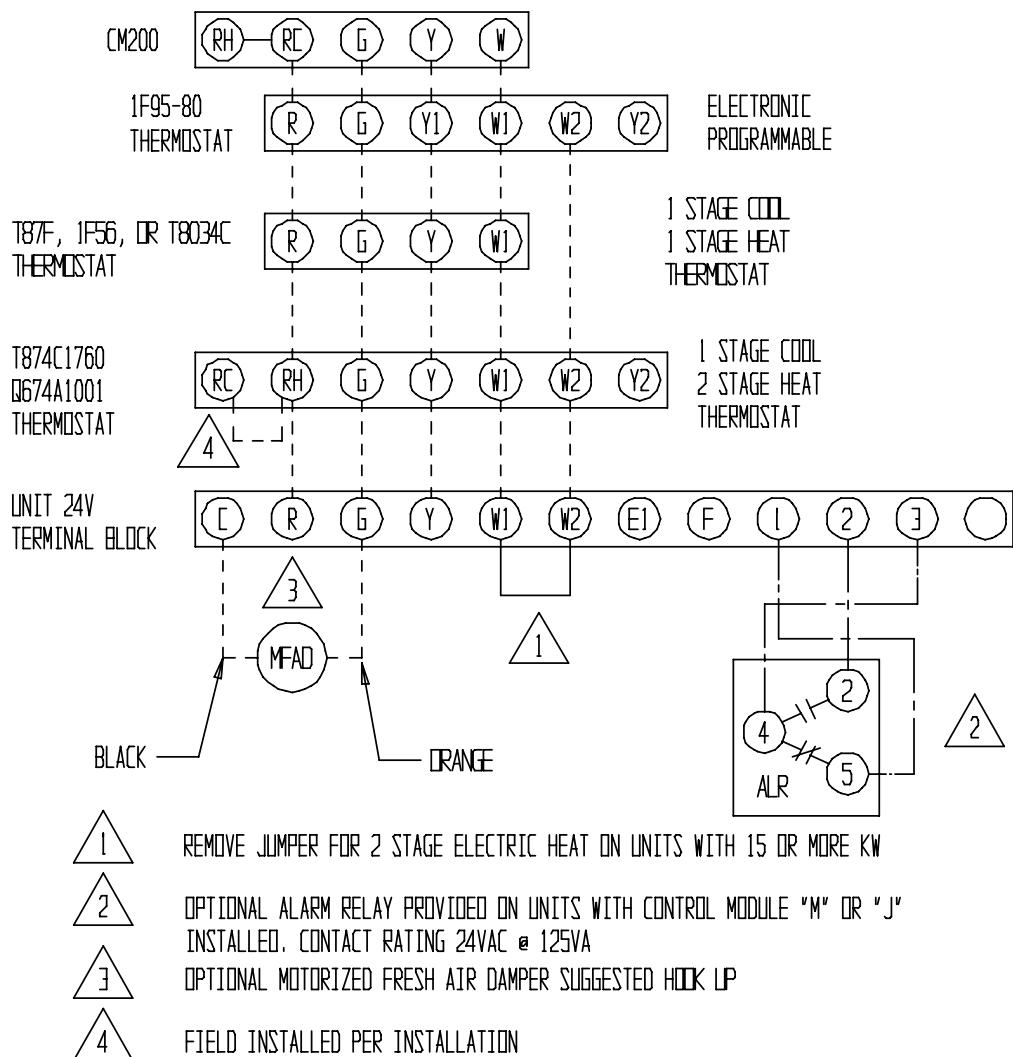 CM200 RH RC G Y W
1F95-80
THERMOSTAT
R G Y1 W1 W2 Y2
ELECTRONIC
PROGRAMMABLE
T87F, 1F56, OR T8034C
THERMOSTAT
R G Y W1
1 STAGE COOL
1 STAGE HEAT
THERMOSTAT
T874C1760
Q674A1001
THERMOSTAT
RC RH G Y W1 W2 Y2
1 STAGE COOL
2 STAGE HEAT
THERMOSTAT
4
UNIT 24V
TERMINAL BLOCK
C R G Y W1 W2 E1 F 1 2 3
3
1
MFAD
2
4
5
ALR
2
BLACK
ORANGE
1 REMOVE JUMPER FOR 2 STAGE ELECTRIC HEAT ON UNITS WITH 15 OR MORE KW
2 OPTIONAL ALARM RELAY PROVIDED ON UNITS WITH CONTROL MODULE "M" OR "J"
INSTALLED. CONTACT RATING 24VAC @ 125VA
3 OPTIONAL MOTORIZED FRESH AIR DAMPER SUGGESTED HOOK UP
4 FIELD INSTALLED PER INSTALLATION